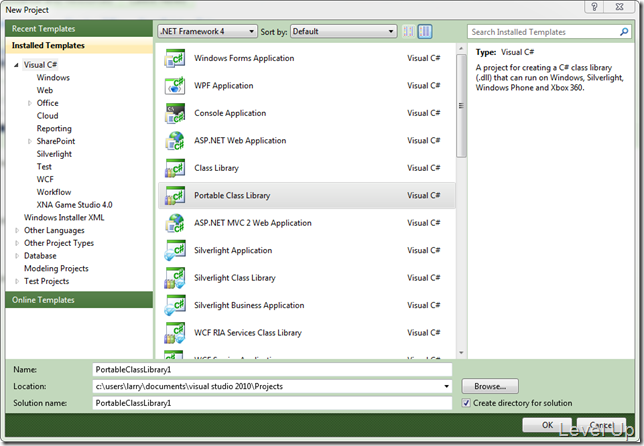 New Project
Recent Templates
Installed Templates
Visual C#
Windows
Web
Office
Cloud
Reporting
SharePoint
Silverlight
Test
WCF
Workflow
XNA Game Studio 4.0
Windows Installer XML
Other Languages
Other Project Types
Database
Modeling Projects
Test Projects
Online Templates
.NET Framework 4 Sort by: Default
Windows Forms Application Visual C#
WPF Application Visual C#
Console Application Visual C#
ASP.NET Web Application Visual C#
Class Library Visual C#
Portable Class Library Visual C#
ASP.NET MVC 2 Web Application Visual C#
Silverlight Application Visual C#
Silverlight Class Library Visual C#
Silverlight Business Application Visual C#
WCF RIA Services Class Library Visual C#
WCF Service Application Visual C#
Search Installed Templates
Type: Visual C#
A project for creating a C# class library
(.dll) that can run on Windows, Silverlight,
Windows Phone and Xbox 360.
Name: PortableClassLibrary1
Location: c:\users\larry\documents\visual studio 2010\Projects Browse...
Solution name: PortableClassLibrary1 Create directory for solution
OK Cancel
Level Up